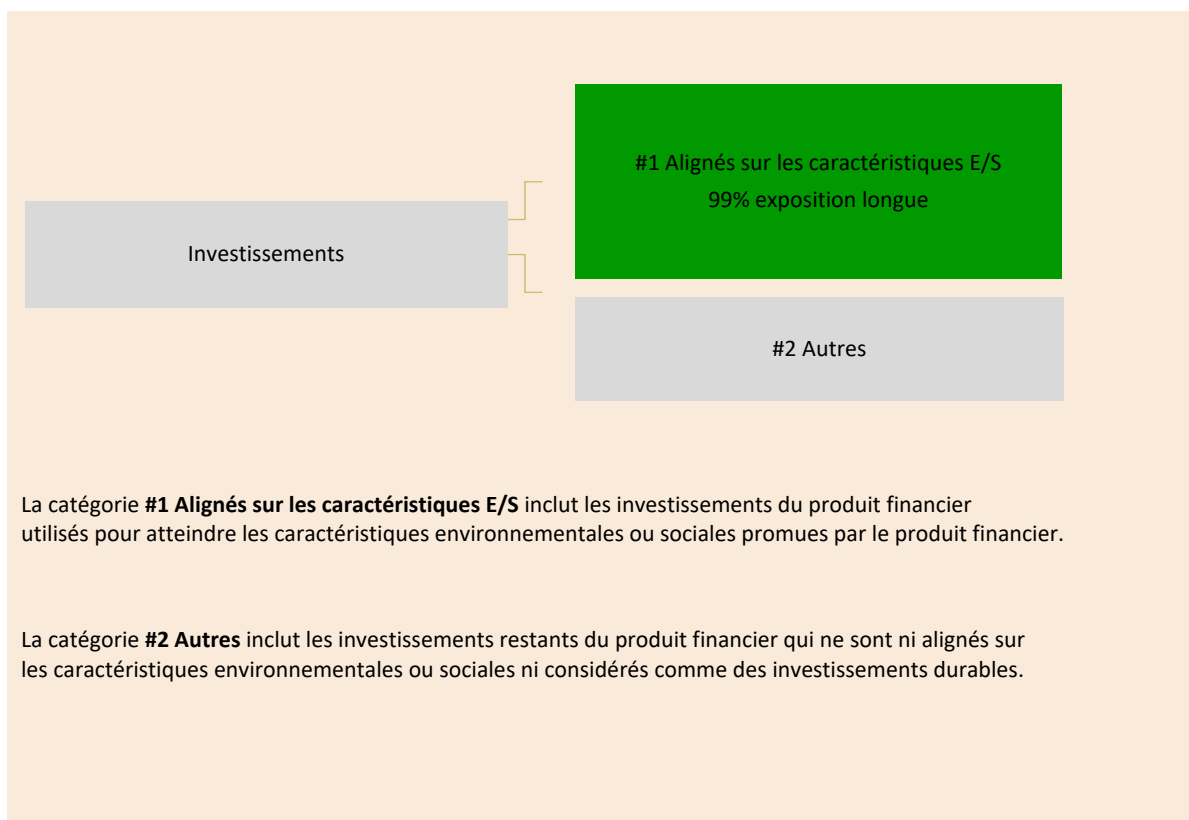 #1 Alignés sur les caractéristiques E/S
99% exposition longue
Investissements
#2 Autres
La catégorie #1 Alignés sur les caractéristiques E/S inclut les investissements du produit financier
utilisés pour atteindre les caractéristiques environnementales ou sociales promues par le produit financier.
La catégorie #2 Autres inclut les investissements restants du produit financier qui ne sont ni alignés sur
les caractéristiques environnementales ou sociales ni considérés comme des investissements durables.